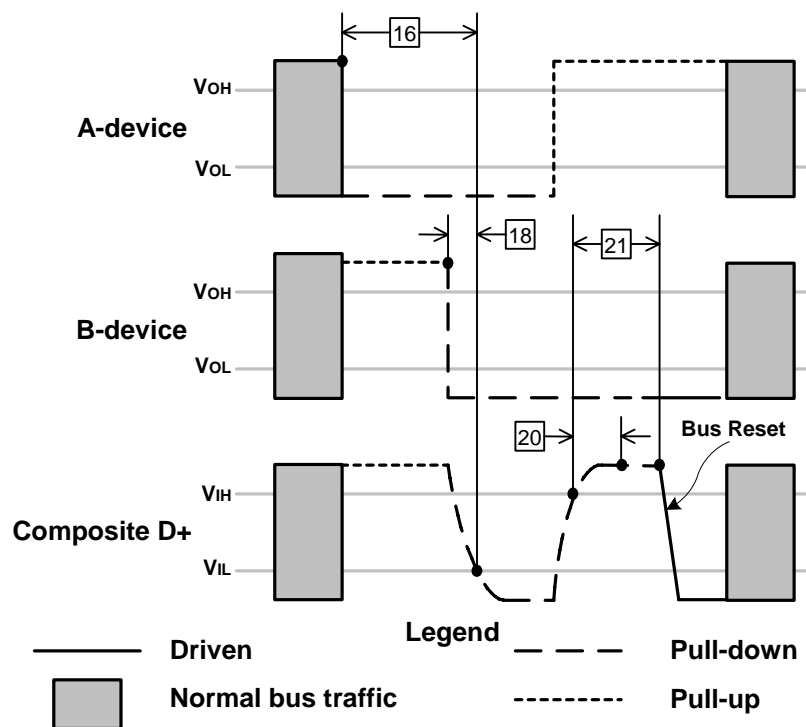 16
VOH
A-device
VOL
18
21
VOH
B-device
VOL
20
Bus Reset
VIH
Composite D+
VIL
Legend
Driven
Pull-down
Normal bus traffic
Pull-up